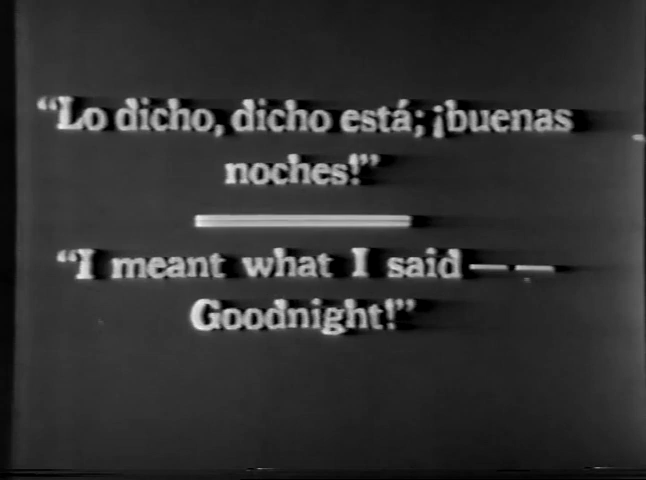 “Lo dicho, dicho está; ¡buenas
noches!”
“I meant what I said — —
Goodnight!”